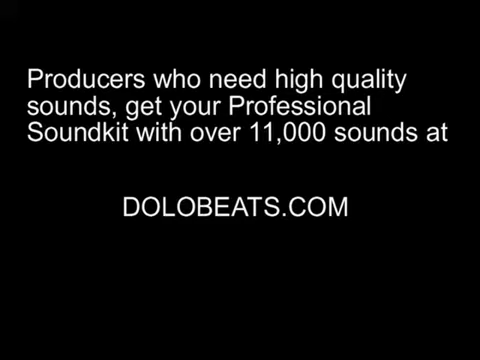 Producers who need high quality
sounds, get your Professional
Soundkit with over 11,000 sounds at
DOLOBEATS.COM